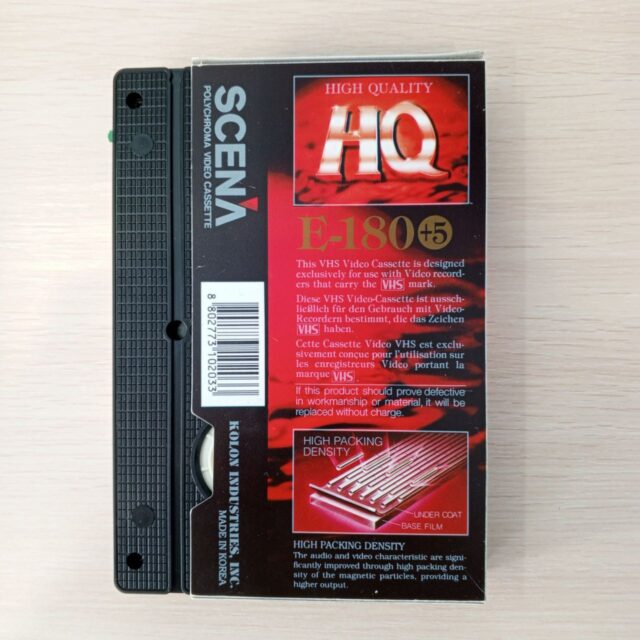 SCENA
POLYCHROMA VIDEO CASSETTE
8 802773 102033
KOLON INDUSTRIES, INC.
MADE IN KOREA
HIGH QUALITY
HQ
E-180+5
This VHS Video Cassette is designed
exclusively for use with Video record-
ers that carry the VHS mark.
Diese VHS Video-Cassette ist aussch-
ließlich für den Gebrauch mit Video-
Recordern bestimmt, die das Zeichen
VHS haben.
Cette Cassette Video VHS est exclu-
sivement conçue pour l'utilisation sur
les enregistreurs Video portant la
marque VHS.
If this product should prove defective
in workmanship or material, it will be
replaced without charge.
HIGH PACKING
DENSITY
UNDER COAT
BASE FILM
HIGH PACKING DENSITY
The audio and video characteristic are signi-
ficantly improved through high packing den-
sity of the magnetic particles, providing a
higher output.